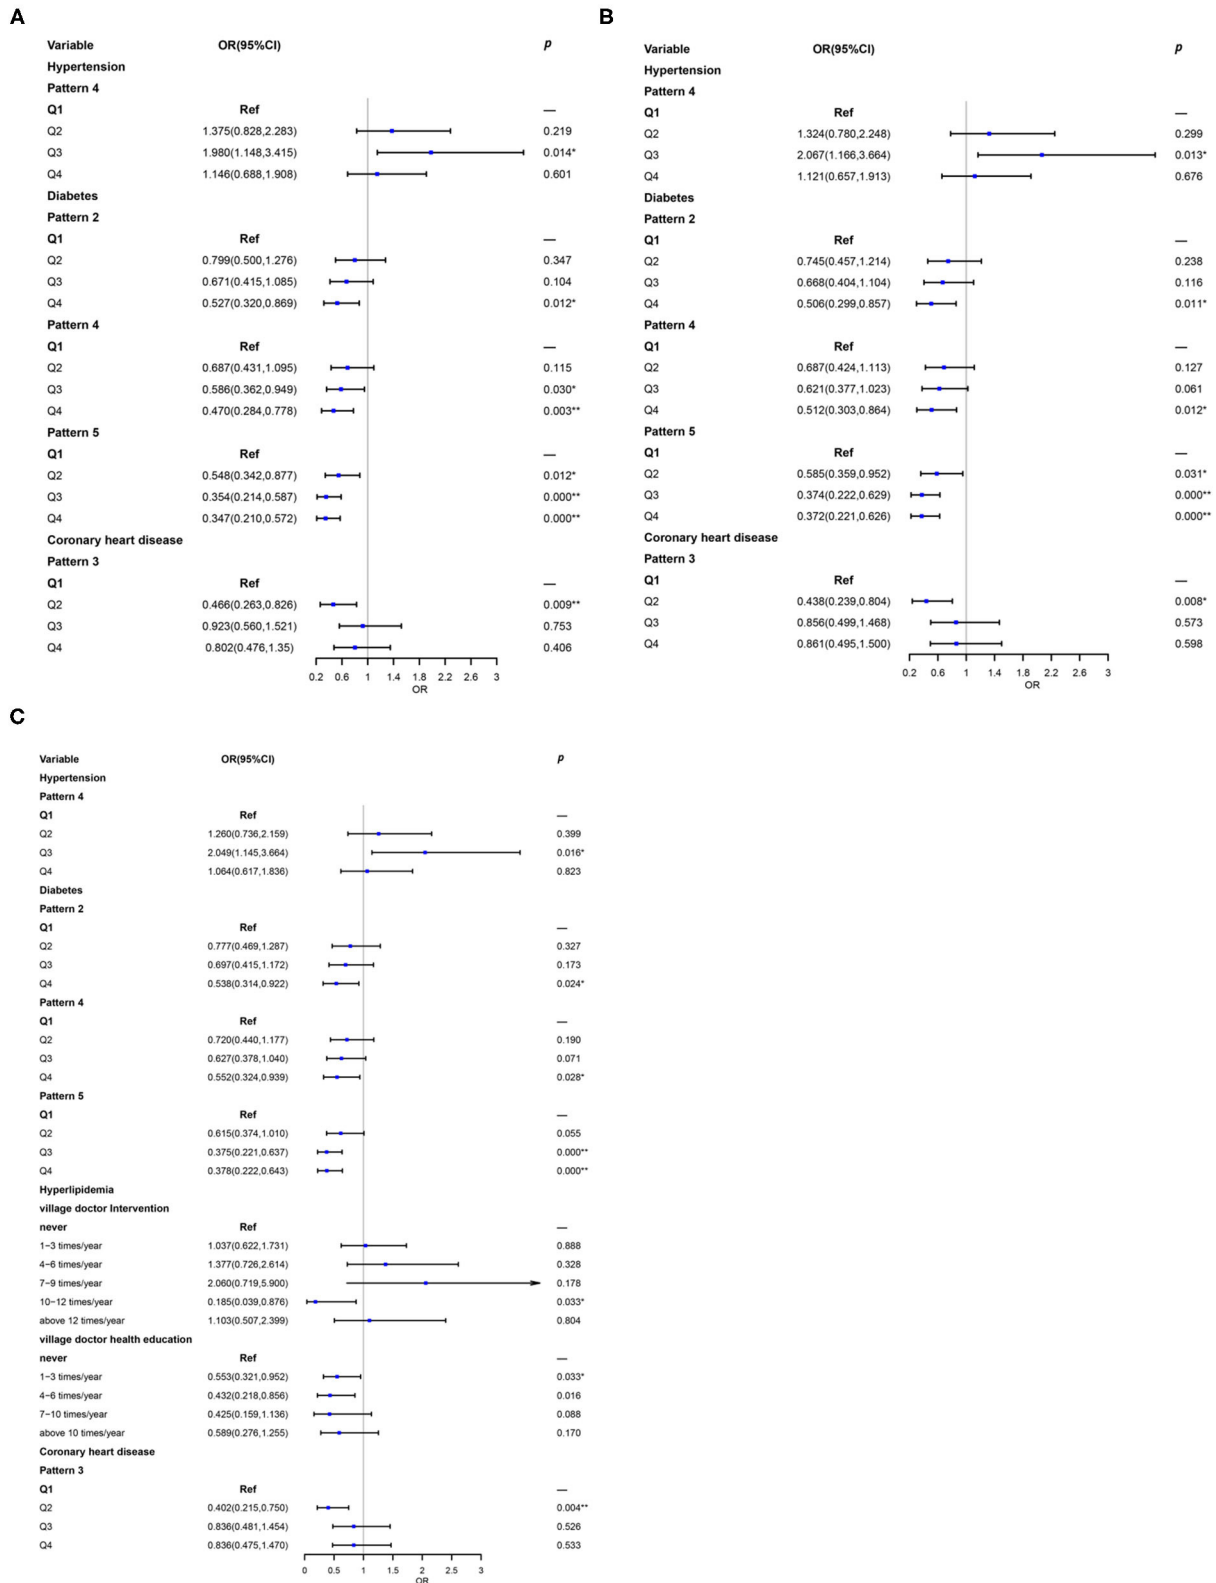 A
Variable OR(95%CI) p
Hypertension
Pattern 4
Q1 Ref —
Q2 1.375(0.828,2.283) 0.219
Q3 1.980(1.148,3.415) 0.014*
Q4 1.146(0.688,1.908) 0.601
Diabetes
Pattern 2
Q1 Ref —
Q2 0.799(0.500,1.276) 0.347
Q3 0.671(0.415,1.085) 0.104
Q4 0.527(0.320,0.869) 0.012*
Pattern 4
Q1 Ref —
Q2 0.687(0.431,1.095) 0.115
Q3 0.586(0.362,0.949) 0.030*
Q4 0.470(0.284,0.778) 0.003**
Pattern 5
Q1 Ref —
Q2 0.548(0.342,0.877) 0.012*
Q3 0.354(0.214,0.587) 0.000**
Q4 0.347(0.210,0.572) 0.000**
Coronary heart disease
Pattern 3
Q1 Ref —
Q2 0.466(0.263,0.826) 0.009**
Q3 0.923(0.560,1.521) 0.753
Q4 0.802(0.476,1.35) 0.406
0.2 0.6 1 1.4 1.8 2.2 2.6 3
OR
B
Variable OR(95%CI) p
Hypertension
Pattern 4
Q1 Ref —
Q2 1.324(0.780,2.248) 0.299
Q3 2.067(1.166,3.664) 0.013*
Q4 1.121(0.657,1.913) 0.676
Diabetes
Pattern 2
Q1 Ref —
Q2 0.745(0.457,1.214) 0.238
Q3 0.668(0.404,1.104) 0.116
Q4 0.506(0.299,0.857) 0.011*
Pattern 4
Q1 Ref —
Q2 0.687(0.424,1.113) 0.127
Q3 0.621(0.377,1.023) 0.061
Q4 0.512(0.303,0.864) 0.012*
Pattern 5
Q1 Ref —
Q2 0.585(0.359,0.952) 0.031*
Q3 0.374(0.222,0.629) 0.000**
Q4 0.372(0.221,0.626) 0.000**
Coronary heart disease
Pattern 3
Q1 Ref —
Q2 0.438(0.239,0.804) 0.008*
Q3 0.856(0.499,1.468) 0.573
Q4 0.861(0.495,1.500) 0.598
0.2 0.6 1 1.4 1.8 2.2 2.6 3
OR
C
Variable OR(95%CI) p
Hypertension
Pattern 4
Q1 Ref —
Q2 1.260(0.736,2.159) 0.399
Q3 2.049(1.145,3.664) 0.016*
Q4 1.064(0.617,1.836) 0.823
Diabetes
Pattern 2
Q1 Ref —
Q2 0.777(0.469,1.287) 0.327
Q3 0.697(0.415,1.172) 0.173
Q4 0.538(0.314,0.922) 0.024*
Pattern 4
Q1 Ref —
Q2 0.720(0.440,1.177) 0.190
Q3 0.627(0.378,1.040) 0.071
Q4 0.552(0.324,0.939) 0.028*
Pattern 5
Q1 Ref —
Q2 0.615(0.374,1.010) 0.055
Q3 0.375(0.221,0.637) 0.000**
Q4 0.378(0.222,0.643) 0.000**
Hyperlipidemia
village doctor Intervention
never Ref —
1−3 times/year 1.037(0.622,1.731) 0.888
4−6 times/year 1.377(0.726,2.614) 0.328
7−9 times/year 2.060(0.719,5.900) 0.178
10−12 times/year 0.185(0.039,0.876) 0.033*
above 12 times/year 1.103(0.507,2.399) 0.804
village doctor health education
never Ref —
1−3 times/year 0.553(0.321,0.952) 0.033*
4−6 times/year 0.432(0.218,0.856) 0.016
7−10 times/year 0.425(0.159,1.136) 0.088
above 10 times/year 0.589(0.276,1.255) 0.170
Coronary heart disease
Pattern 3
Q1 Ref —
Q2 0.402(0.215,0.750) 0.004**
Q3 0.836(0.481,1.454) 0.526
Q4 0.836(0.475,1.470) 0.533
0 0.5 1 1.5 2 2.5 3
OR